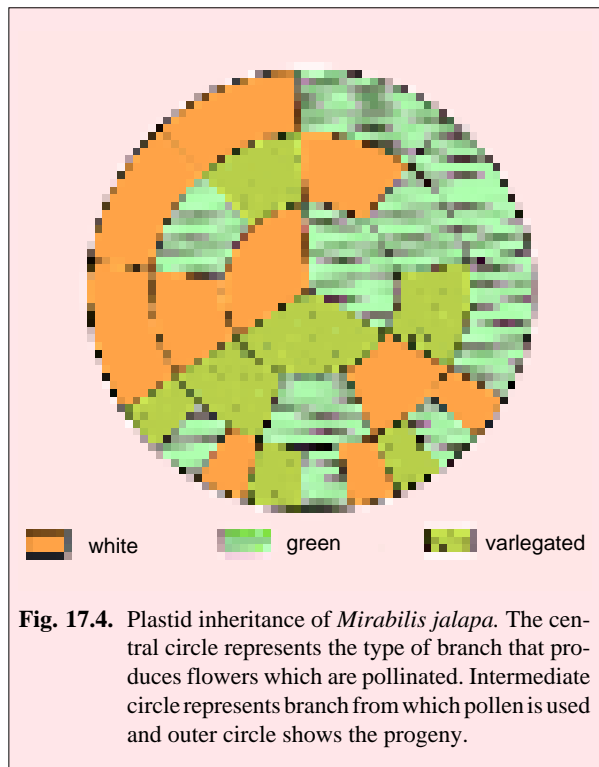 white green varlegated
Fig. 17.4. Plastid inheritance of Mirabilis jalapa. The cen-
tral circle represents the type of branch that pro-
duces flowers which are pollinated. Intermediate
circle represents branch from which pollen is used
and outer circle shows the progeny.